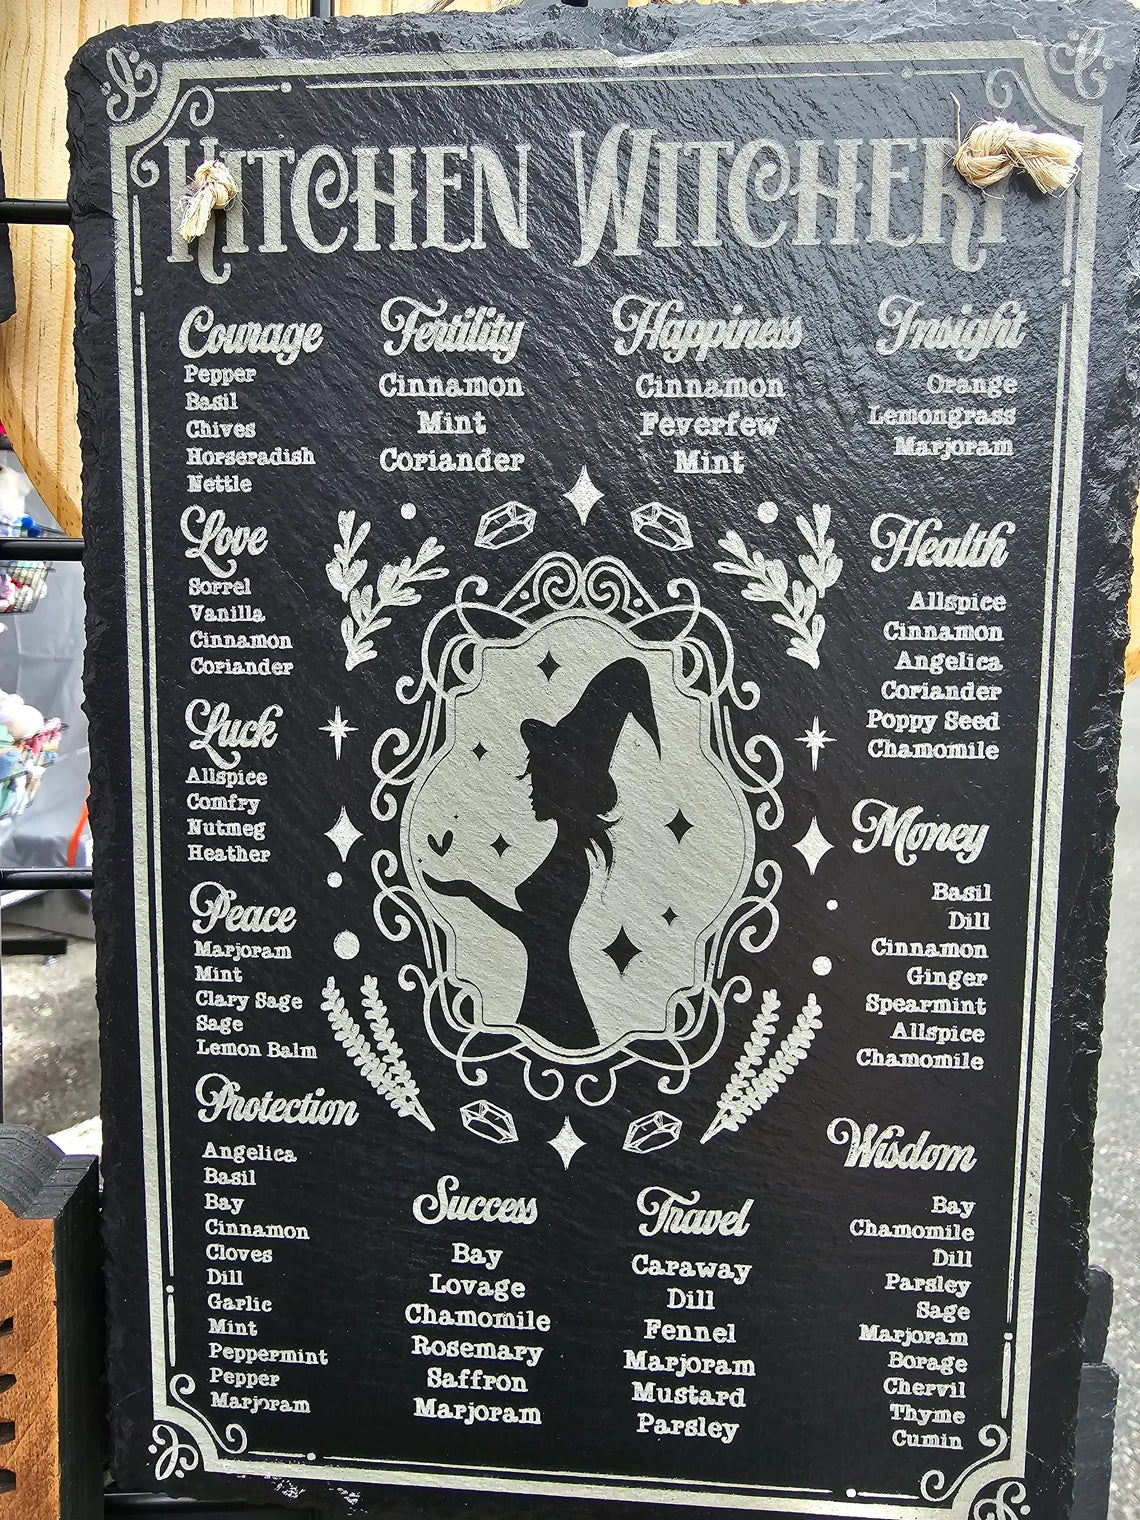 KITCHEN WITCHERY
Courage
Pepper
Basil
Chives
Horseradish
Nettle
Fertility
Cinnamon
Mint
Coriander
Happiness
Cinnamon
Feverfew
Mint
Insight
Orange
Lemongrass
Marjoram
Love
Sorrel
Vanilla
Cinnamon
Coriander
Luck
Allspice
Comfry
Nutmeg
Heather
Peace
Marjoram
Mint
Clary Sage
Sage
Lemon Balm
Protection
Angelica
Basil
Bay
Cinnamon
Cloves
Dill
Garlic
Mint
Peppermint
Pepper
Marjoram
Success
Bay
Lovage
Chamomile
Rosemary
Saffron
Marjoram
Travel
Caraway
Dill
Fennel
Marjoram
Mustard
Parsley
Health
Allspice
Cinnamon
Angelica
Coriander
Poppy Seed
Chamomile
Money
Basil
Dill
Cinnamon
Ginger
Spearmint
Allspice
Chamomile
Wisdom
Bay
Chamomile
Dill
Parsley
Sage
Marjoram
Borage
Chervil
Thyme
Cumin